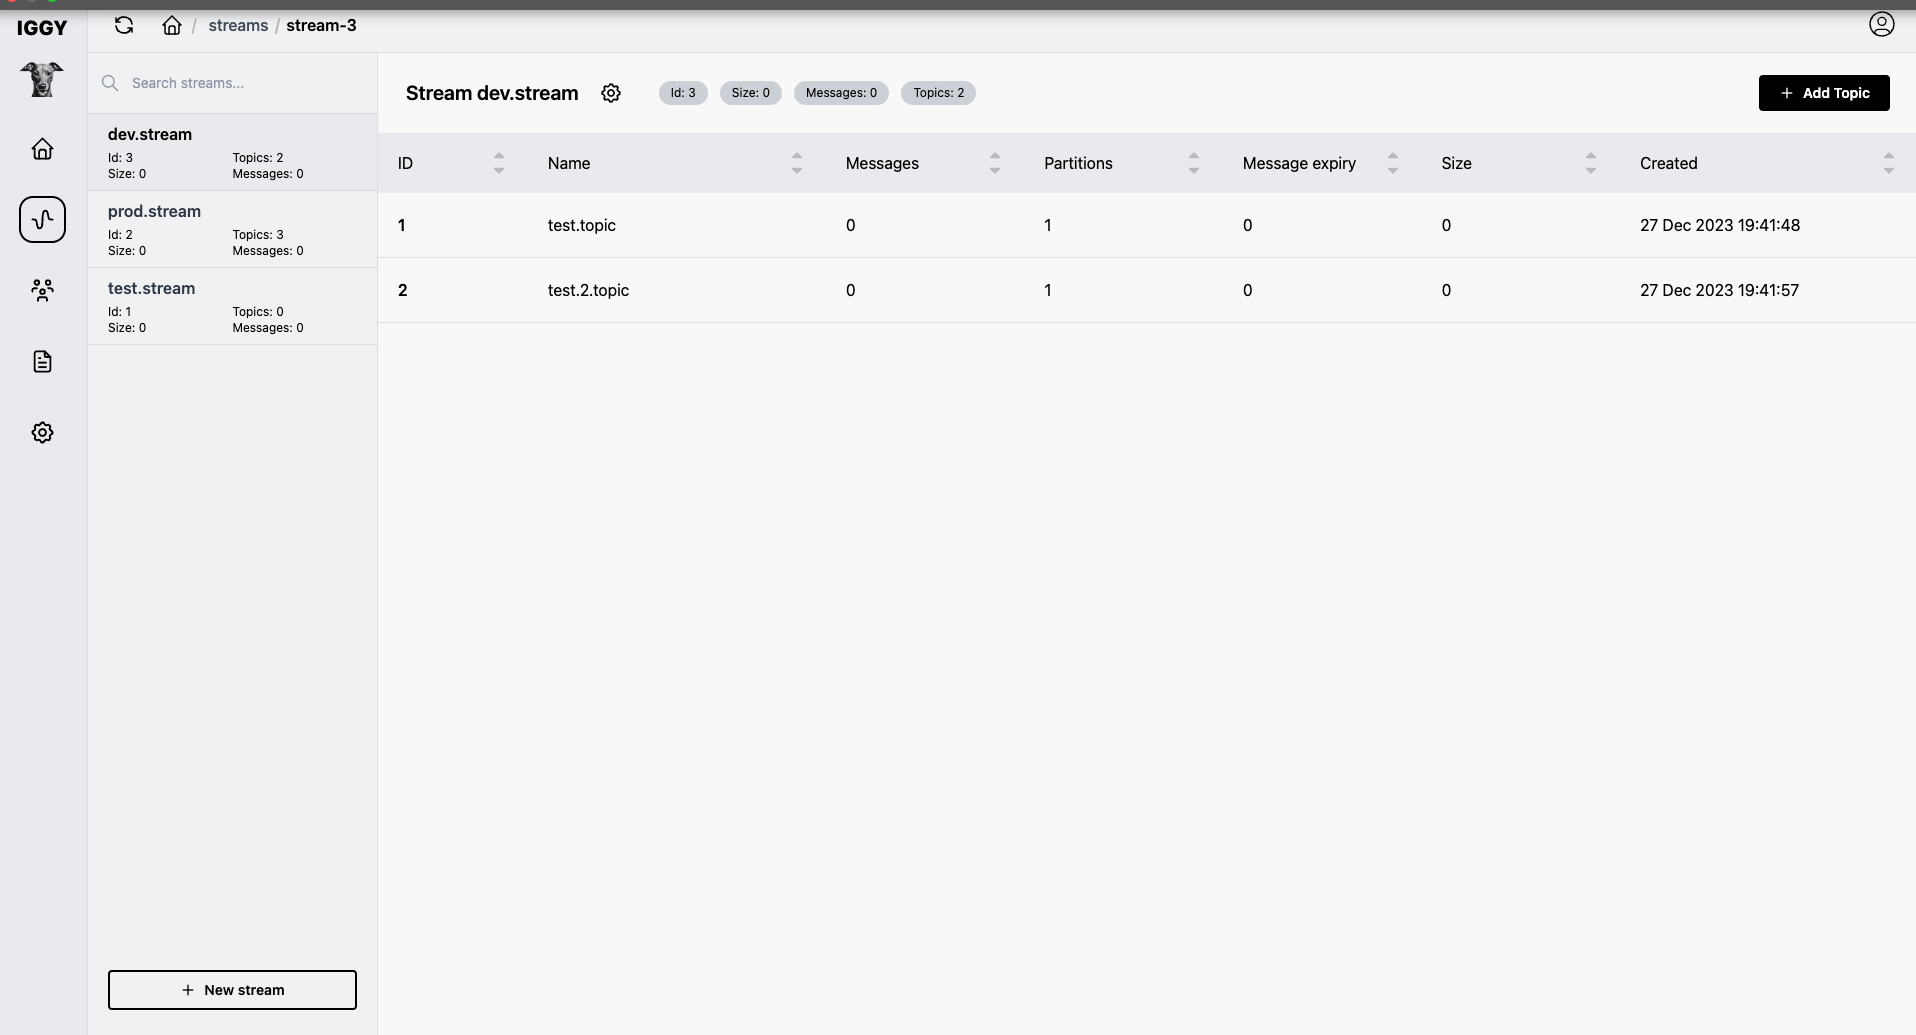 IGGY
/ streams / stream-3
Search streams...
dev.stream
Id: 3 Topics: 2
Size: 0 Messages: 0
prod.stream
Id: 2 Topics: 3
Size: 0 Messages: 0
test.stream
Id: 1 Topics: 0
Size: 0 Messages: 0
+ New stream
Stream dev.stream Id: 3 Size: 0 Messages: 0 Topics: 2 + Add Topic
ID Name Messages Partitions Message expiry Size Created
1 test.topic 0 1 0 0 27 Dec 2023 19:41:48
2 test.2.topic 0 1 0 0 27 Dec 2023 19:41:57